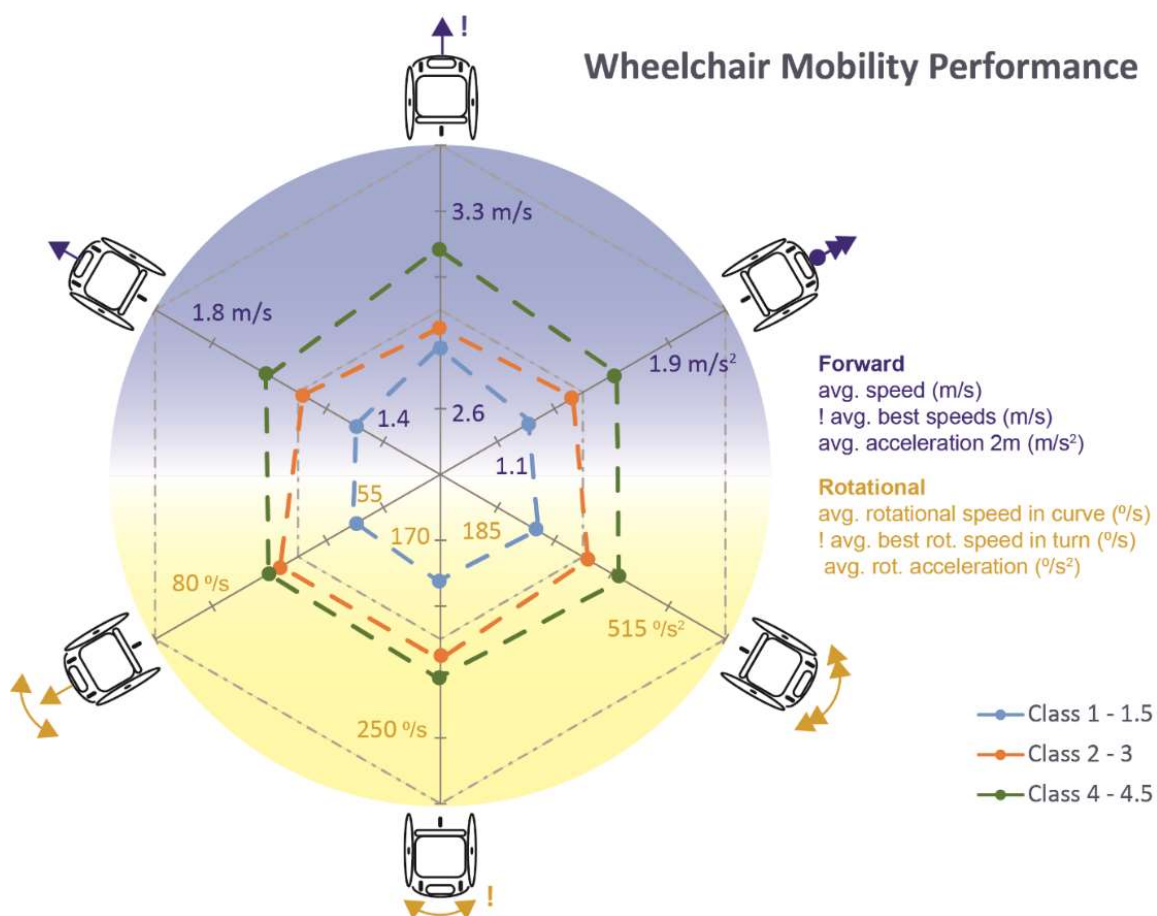 !
Wheelchair Mobility Performance
3.3 m/s
1.8 m/s
1.9 m/s²
1.4
2.6
1.1
Forward
avg. speed (m/s)
! avg. best speeds (m/s)
avg. acceleration 2m (m/s²)
Rotational
avg. rotational speed in curve (º/s)
! avg. best rot. speed in turn (º/s)
avg. rot. acceleration (º/s²)
55
170
185
80 º/s
515 º/s²
250 º/s
Class 1 - 1.5
Class 2 - 3
Class 4 - 4.5
!